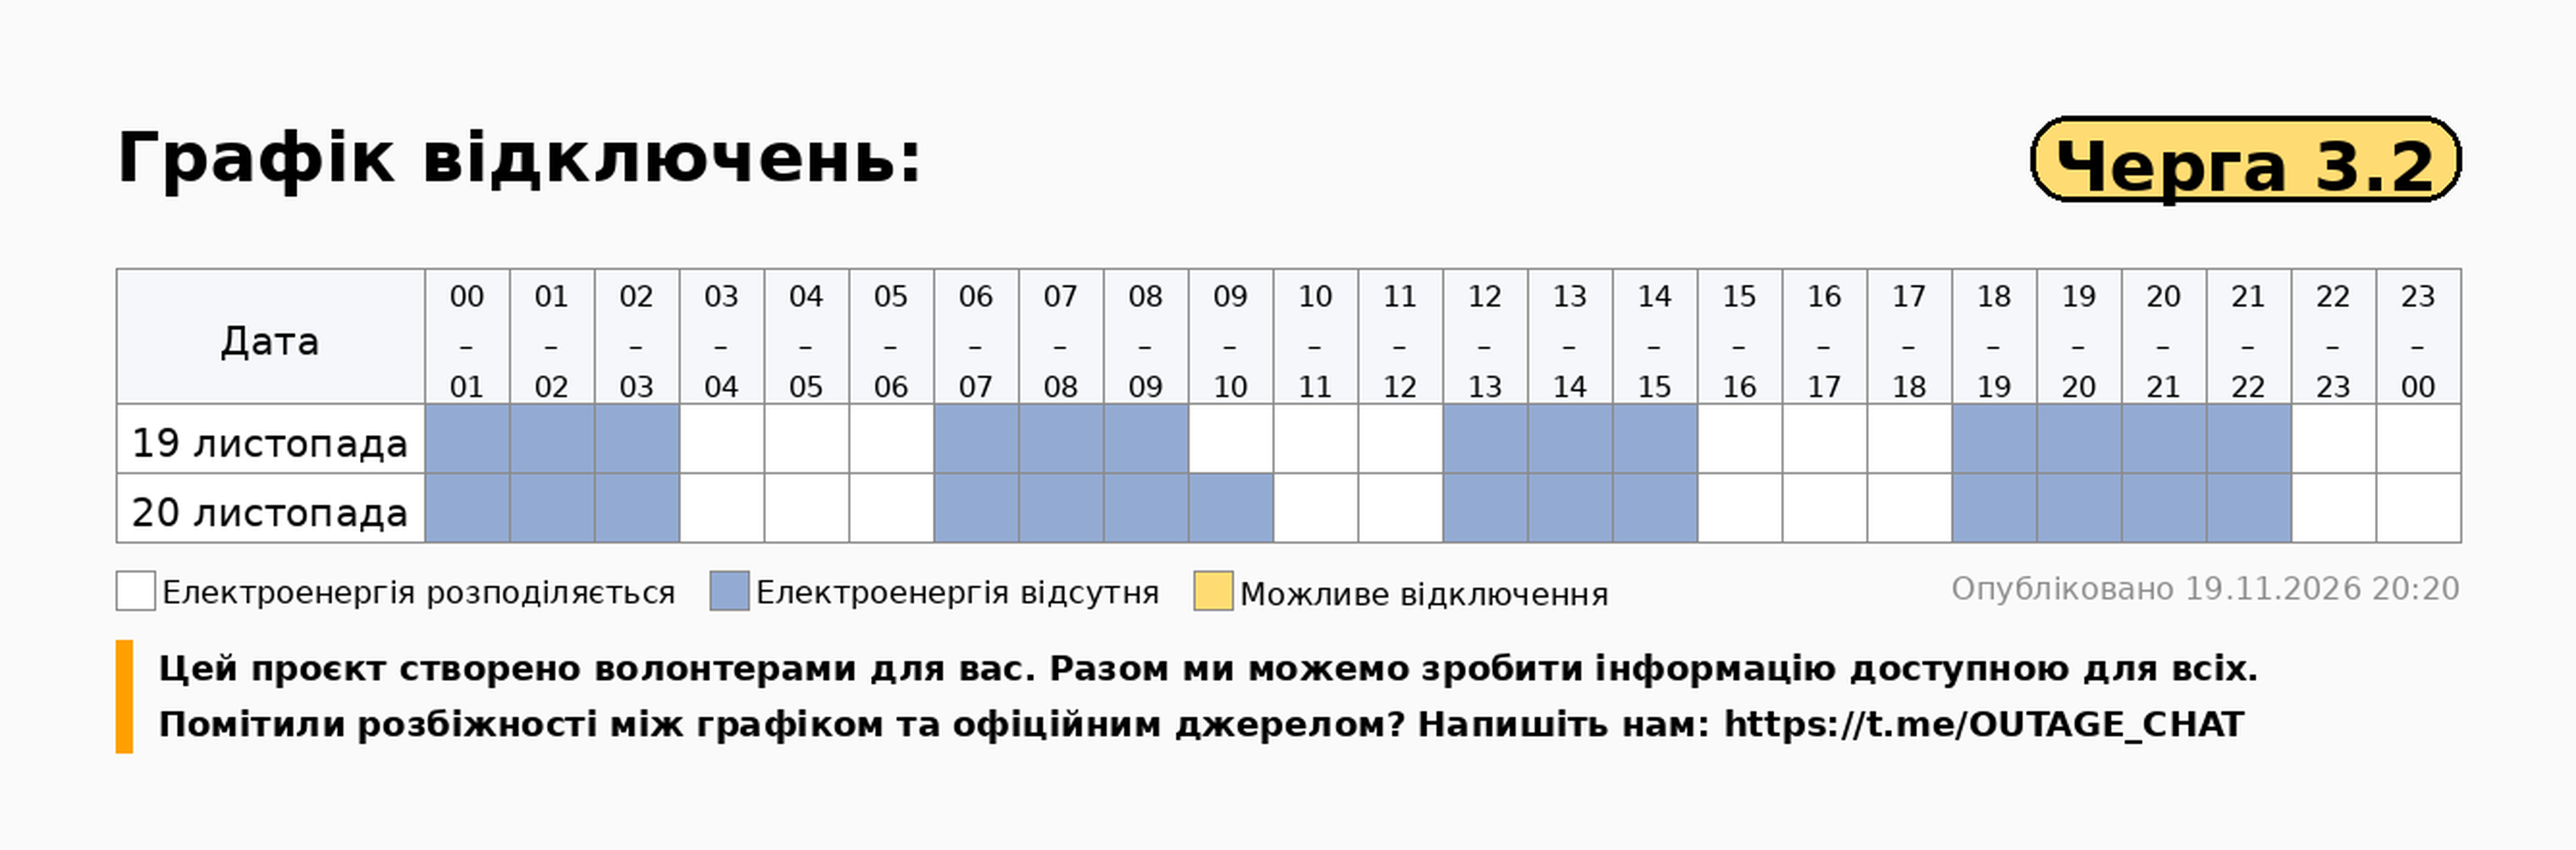 Графік відключень:
Черга 3.2
Дата
00 – 01
01 – 02
02 – 03
03 – 04
04 – 05
05 – 06
06 – 07
07 – 08
08 – 09
09 – 10
10 – 11
11 – 12
12 – 13
13 – 14
14 – 15
15 – 16
16 – 17
17 – 18
18 – 19
19 – 20
20 – 21
21 – 22
22 – 23
23 – 00
19 листопада
20 листопада
Електроенергія розподіляється
Електроенергія відсутня
Можливе відключення
Опубліковано 19.11.2026 20:20
Цей проєкт створено волонтерами для вас. Разом ми можемо зробити інформацію доступною для всіх.
Помітили розбіжності між графіком та офіційним джерелом? Напишіть нам: https://t.me/OUTAGE_CHAT